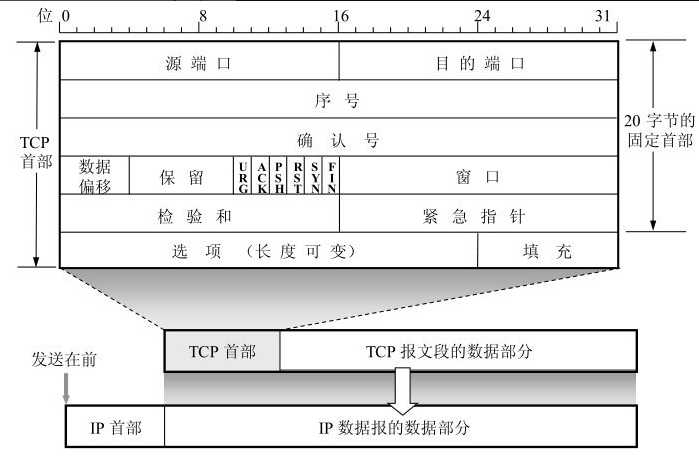 位 0 8 16 24 31
源端口 目的端口
序号
确认号
TCP
首部
20 字节的
固定首部
数据
偏移
保留
URG
ACK
PSH
RST
SYN
FIN
窗口
检验和 紧急指针
选项（长度可变） 填充
TCP 首部 TCP 报文段的数据部分
发送在前
IP 首部 IP 数据报的数据部分